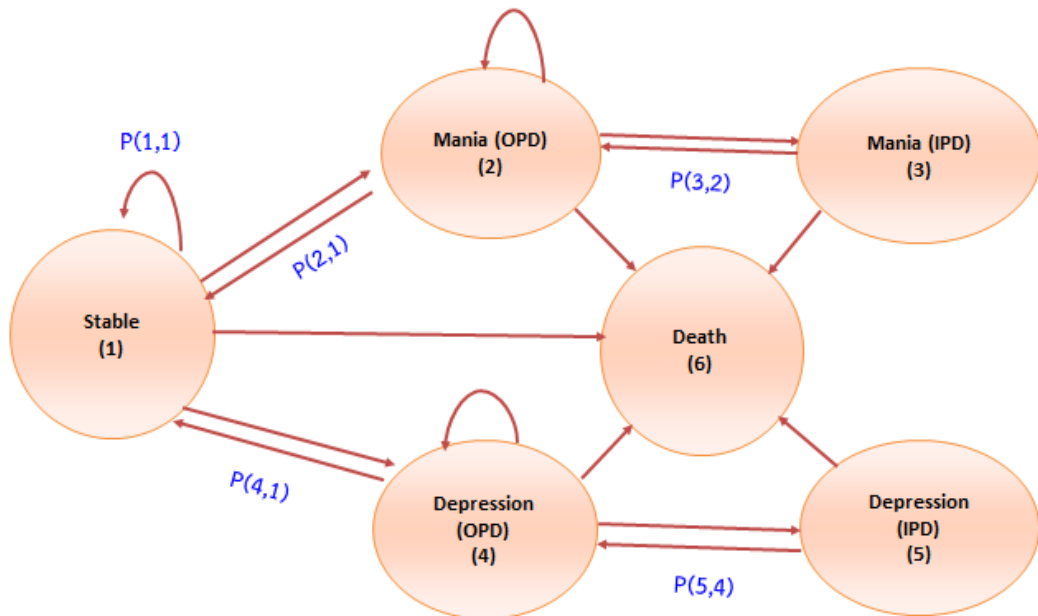 P(1,1)
Mania (OPD)
(2)
Mania (IPD)
(3)
P(3,2)
P(2,1)
Stable
(1)
Death
(6)
P(4,1)
Depression
(OPD)
(4)
Depression
(IPD)
(5)
P(5,4)